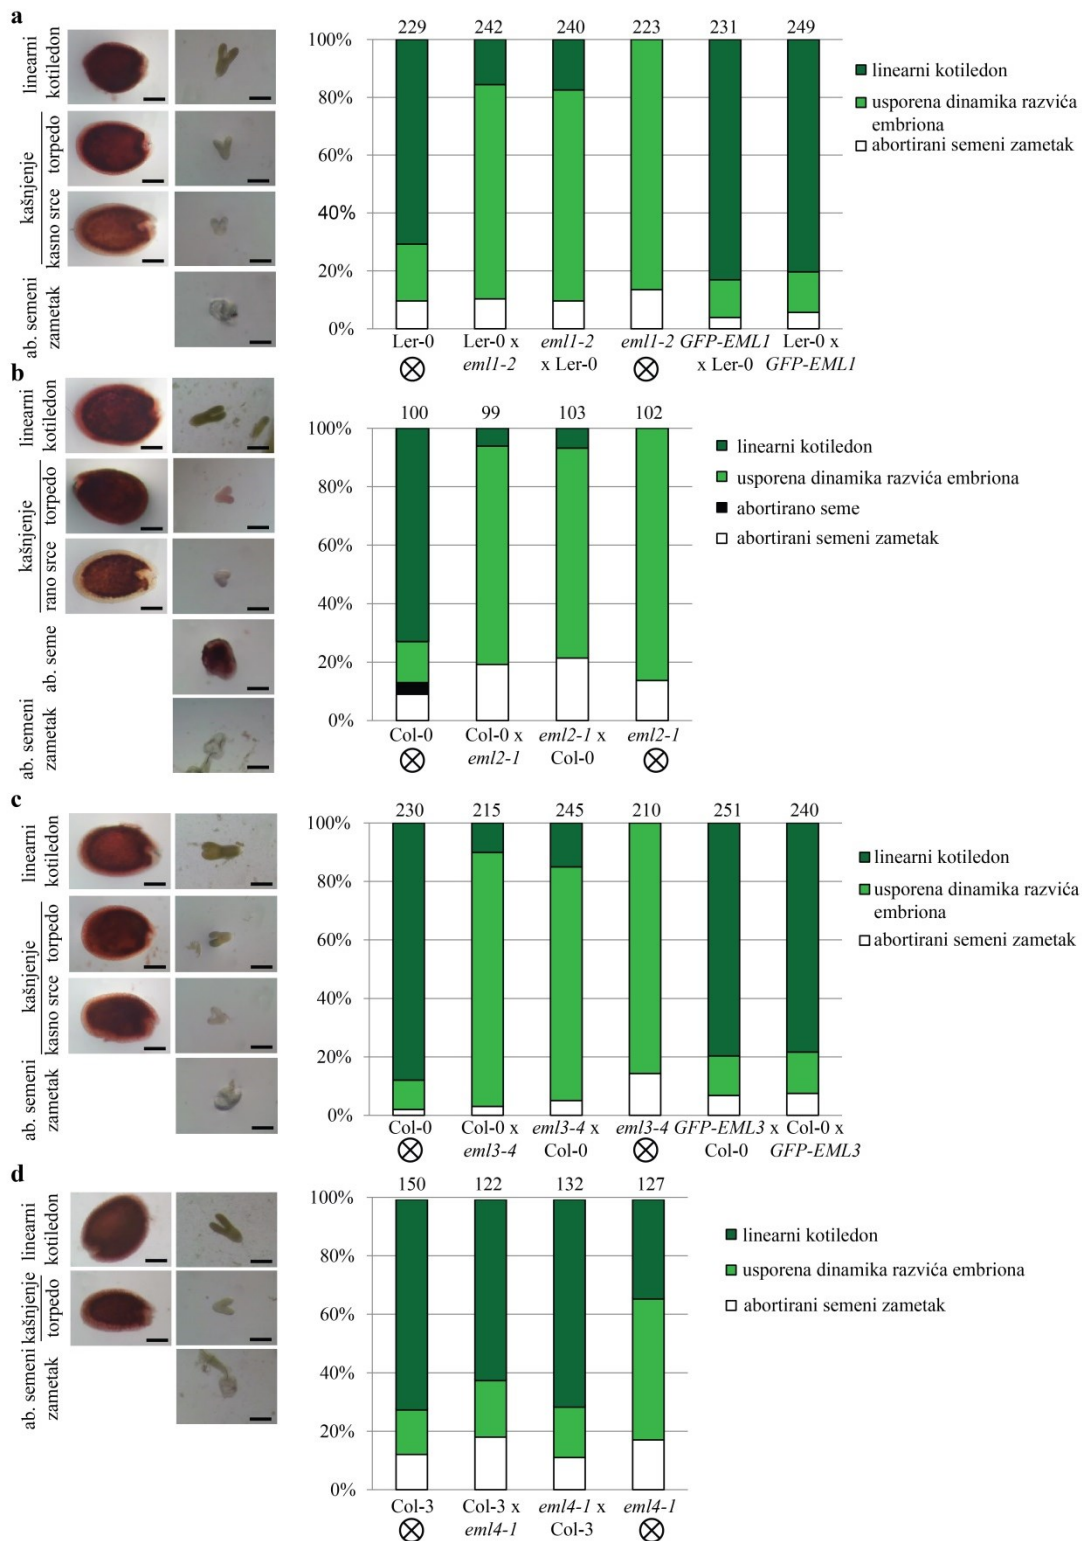 a
linearni
kotiledon
kašnjenje
torpedo
kasno srce
ab. semeni
zametak
229 242 240 223 231 249
100%
80%
60%
40%
20%
0%
Ler-0 Ler-0 x eml1-2 eml1-2 GFP-EML1 Ler-0 x
eml1-2 x Ler-0 x Ler-0 GFP-EML1
linearni kotiledon
usporena dinamika razvića
embriona
abortirani semeni zametak
b
linearni
kotiledon
kašnjenje
torpedo
rano srce
ab. seme
ab. semeni
zametak
100 99 103 102
100%
80%
60%
40%
20%
0%
Col-0 Col-0 x eml2-1 x eml2-1
eml2-1 Col-0
linearni kotiledon
usporena dinamika razvića embriona
abortirano seme
abortirani semeni zametak
c
linearni
kotiledon
kašnjenje
torpedo
kasno srce
ab. semeni
zametak
230 215 245 210 251 240
100%
80%
60%
40%
20%
0%
Col-0 Col-0 x eml3-4 x eml3-4 GFP-EML3 x Col-0 x
eml3-4 Col-0 Col-0 GFP-EML3
linearni kotiledon
usporena dinamika razvića
embriona
abortirani semeni zametak
d
linearni
kotiledon
kašnjenje
torpedo
ab. semeni
zametak
150 122 132 127
100%
80%
60%
40%
20%
0%
Col-3 Col-3 x eml4-1 x eml4-1
eml4-1 Col-3
linearni kotiledon
usporena dinamika razvića embriona
abortirani semeni zametak